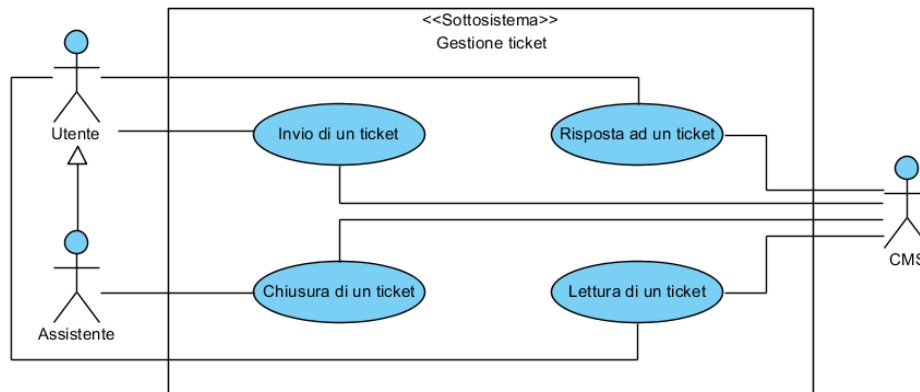 <<Sottosistema>>
Gestione ticket
Utente
Invio di un ticket
Risposta ad un ticket
CMS
Assistente
Chiusura di un ticket
Lettura di un ticket